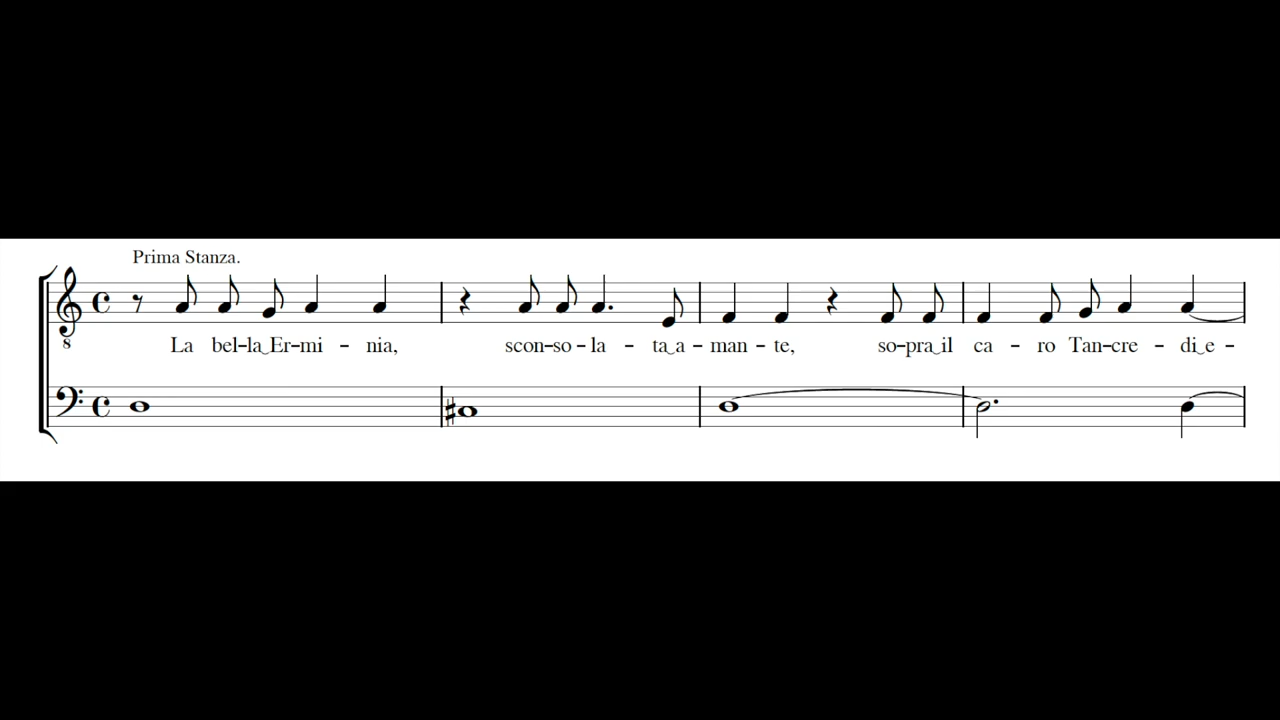 Prima Stanza.
8
La bel-la‿Er-mi - nia, scon-so-la - ta‿a-man-te, so-pra‿il ca - ro Tan-cre - di‿e -